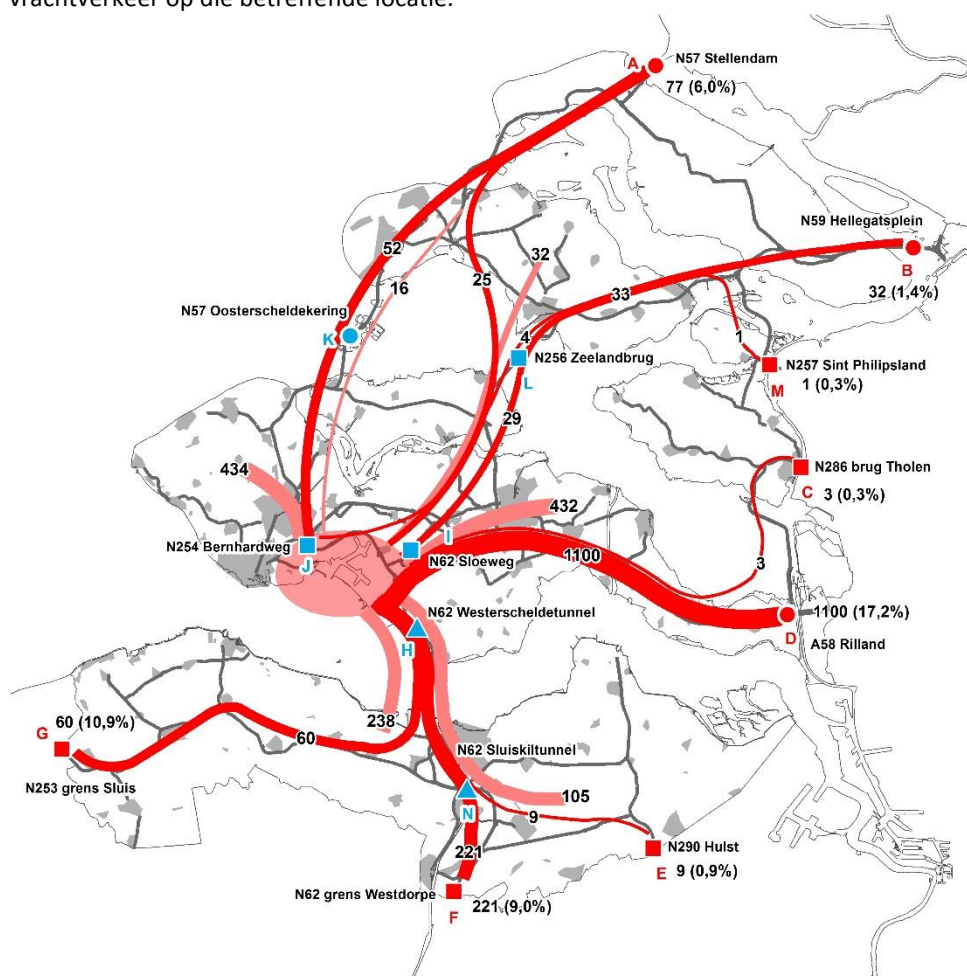 vrachtverkeer op die betreffende locatie.
A
N57 Stellendam
77 (6,0%)
N59 Hellegatsplein
B
32 (1,4%)
52
16
25
32
33
N57 Oosterscheldekering
K
4
N256 Zeelandbrug
L
1
N257 Sint Philipsland
1 (0,3%)
M
29
434
N286 brug Tholen
C
3 (0,3%)
432
N254 Bernhardweg
J
I
N62 Sloeweg
1100
3
N62 Westerscheldetunnel
H
1100 (17,2%)
D
A58 Rilland
G
60 (10,9%)
238
60
N62 Sluiskiltunnel
N253 grens Sluis
105
N
9
221
N290 Hulst
E
9 (0,9%)
N62 grens Westdorpe
F
221 (9,0%)